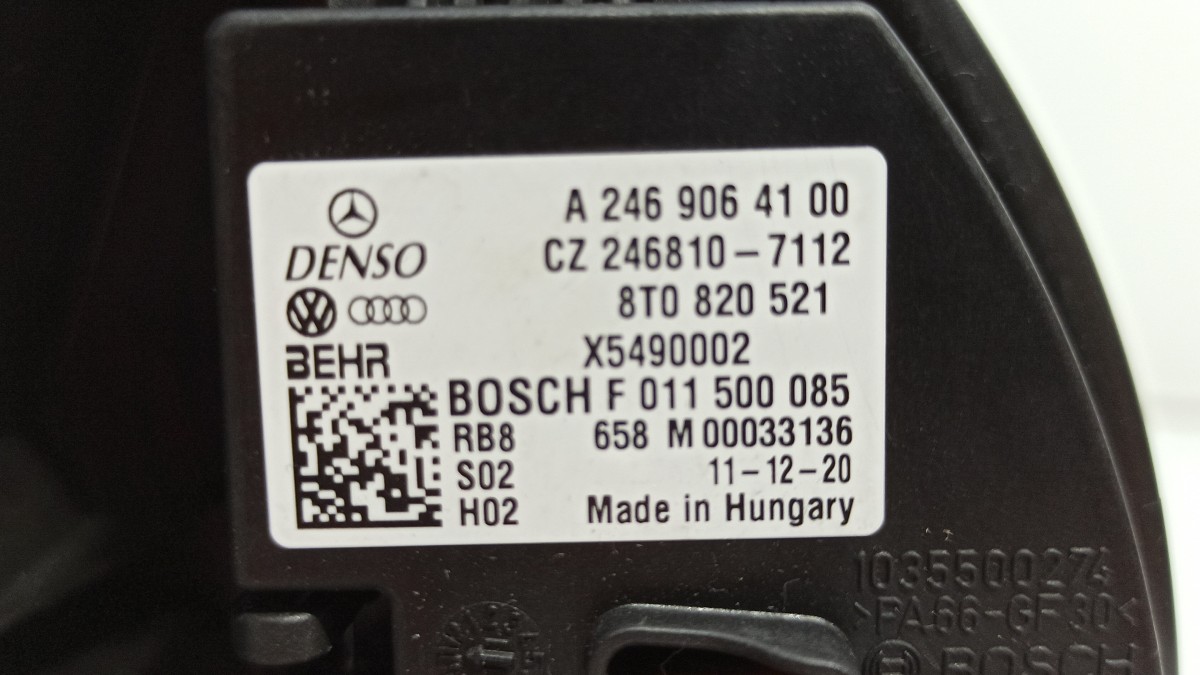 A 246 906 41 00
DENSO CZ 246810-7112
8T0 820 521
BEHR X5490002
BOSCH F 011 500 085
RB8 658 M 00033136
S02 11-12-20
H02 Made in Hungary
1035500274
>PA66-GF30<
BOSCH